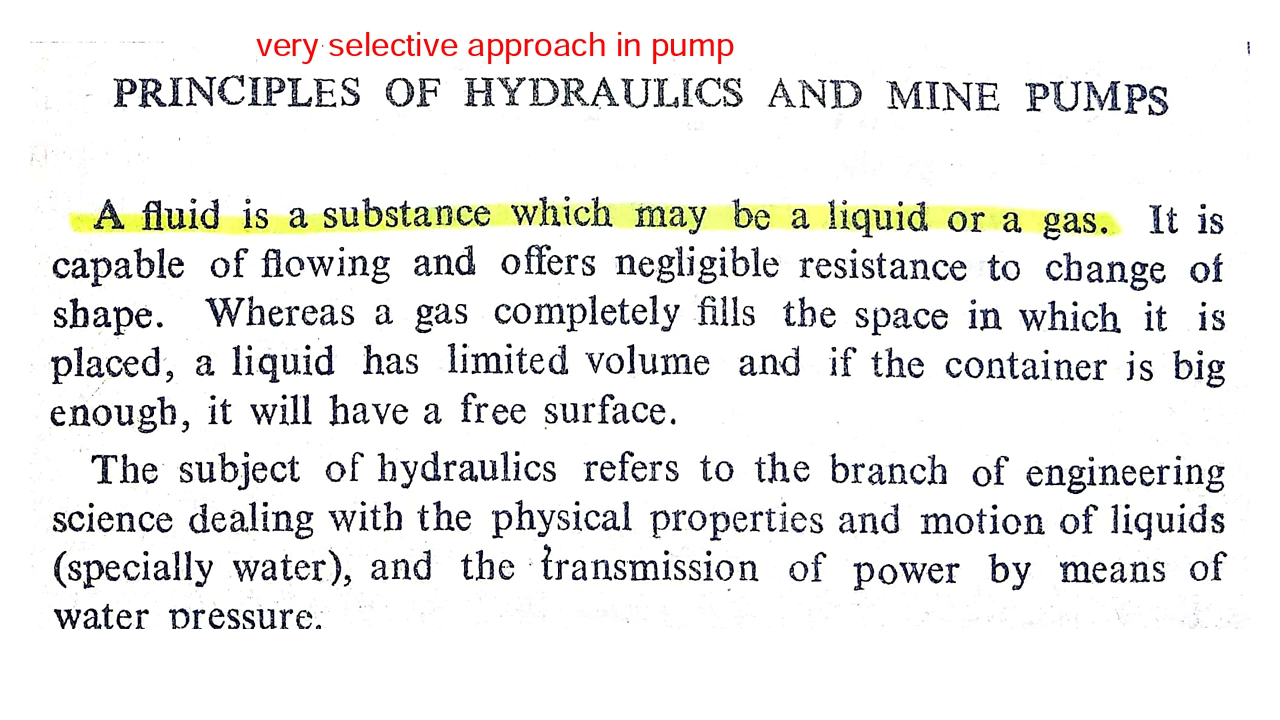 very selective approach in pump
PRINCIPLES OF HYDRAULICS AND MINE PUMPS
A fluid is a substance which may be a liquid or a gas. It is
capable of flowing and offers negligible resistance to change of
shape. Whereas a gas completely fills the space in which it is
placed, a liquid has limited volume and if the container is big
enough, it will have a free surface.
The subject of hydraulics refers to the branch of engineering
science dealing with the physical properties and motion of liquids
(specially water), and the transmission of power by means of
water pressure.